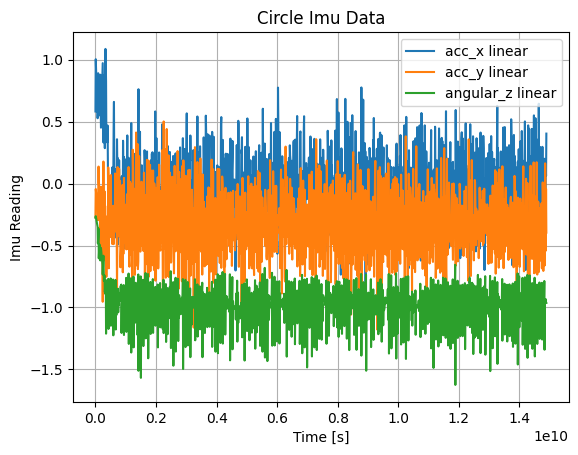 Circle Imu Data
acc_x linear
acc_y linear
angular_z linear
Imu Reading
1.0
0.5
0.0
−0.5
−1.0
−1.5
0.0 0.2 0.4 0.6 0.8 1.0 1.2 1.4
1e10
Time [s]